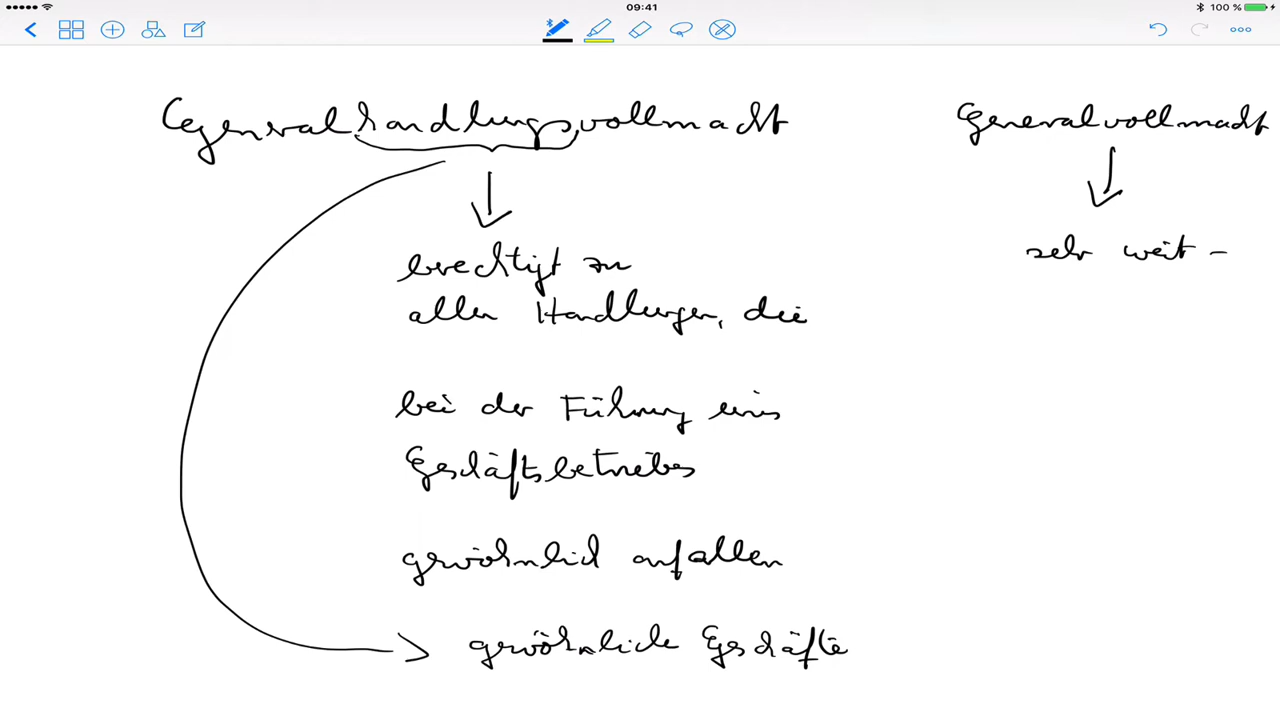 09:41
100 %
Generalhandlungsvollmacht
Generalvollmacht
berechtigt zu
allen Handlungen, die
sehr weit -
bei der Führung eines
Geschäftsbetriebes
gewöhnlich anfallen
gewöhnliche Geschäfte